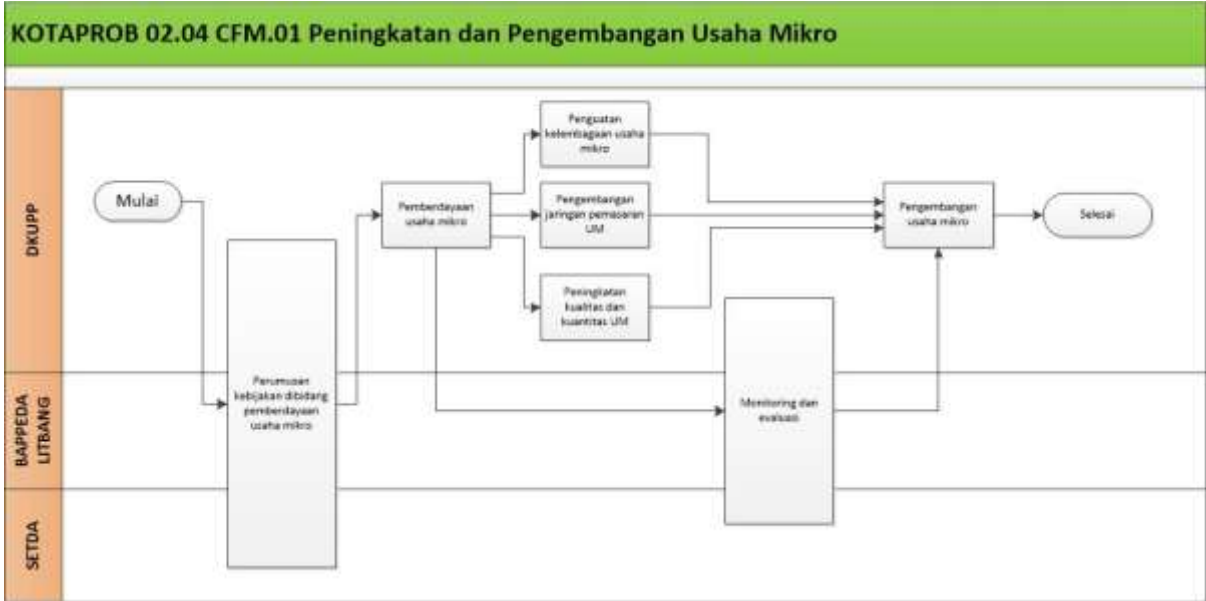 KOTAPROB 02.04 CFM.01 Peningkatan dan Pengembangan Usaha Mikro
DKUPP
Mulai
Perumusan
kebijakan dibidang
pemberdayaan
usaha mikro
Pemberdayaan
usaha mikro
Penguatan
kelembagaan usaha
mikro
Pengembangan
jaringan pemasaran
UM
Peningkatan
kualitas dan
kuantitas UM
Monitoring dan
evaluasi
Pengembangan
usaha mikro
Selesai
BAPPEDA
LITBANG
SETDA